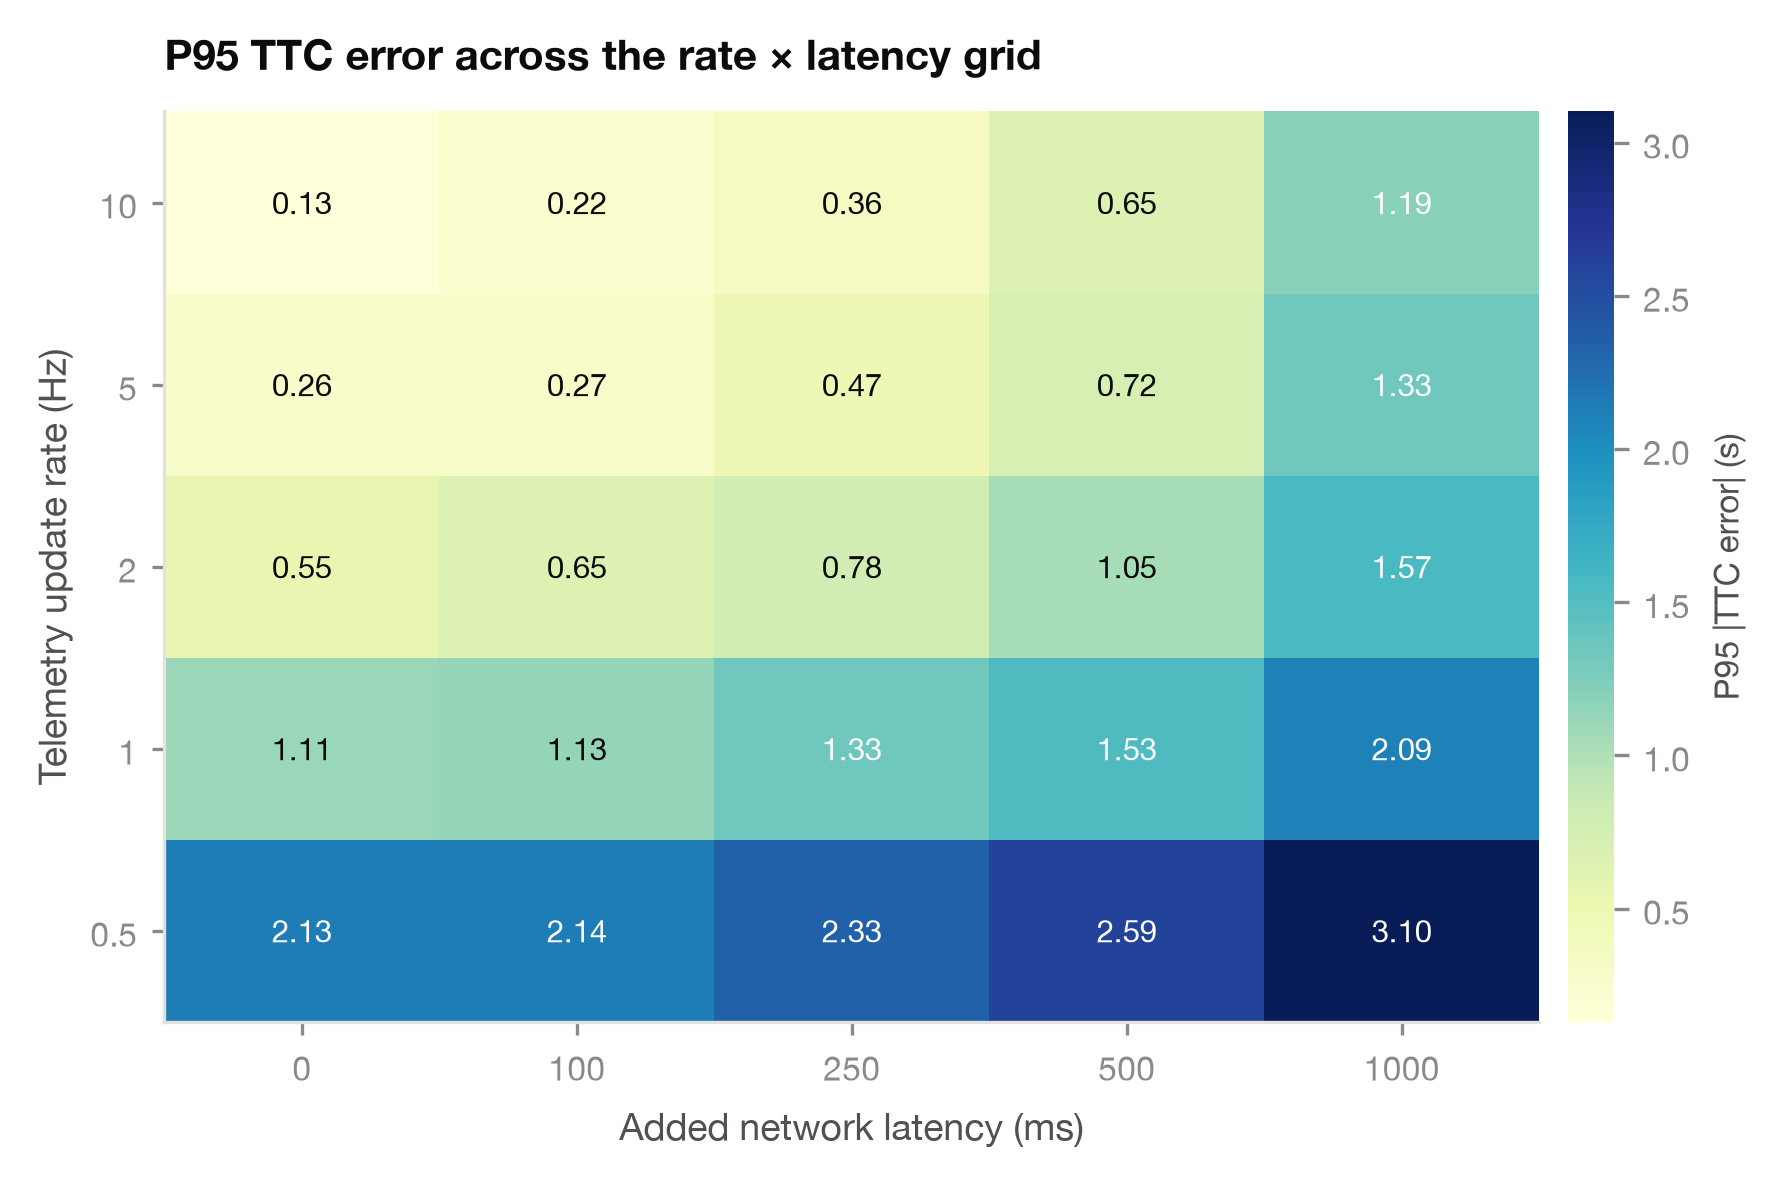 P95 TTC error across the rate × latency grid
10 0.13 0.22 0.36 0.65 1.19
5 0.26 0.27 0.47 0.72 1.33
2 0.55 0.65 0.78 1.05 1.57
1 1.11 1.13 1.33 1.53 2.09
0.5 2.13 2.14 2.33 2.59 3.10
0 100 250 500 1000
Added network latency (ms)
Telemetry update rate (Hz)
3.0
2.5
2.0
1.5
1.0
0.5
P95 |TTC error| (s)